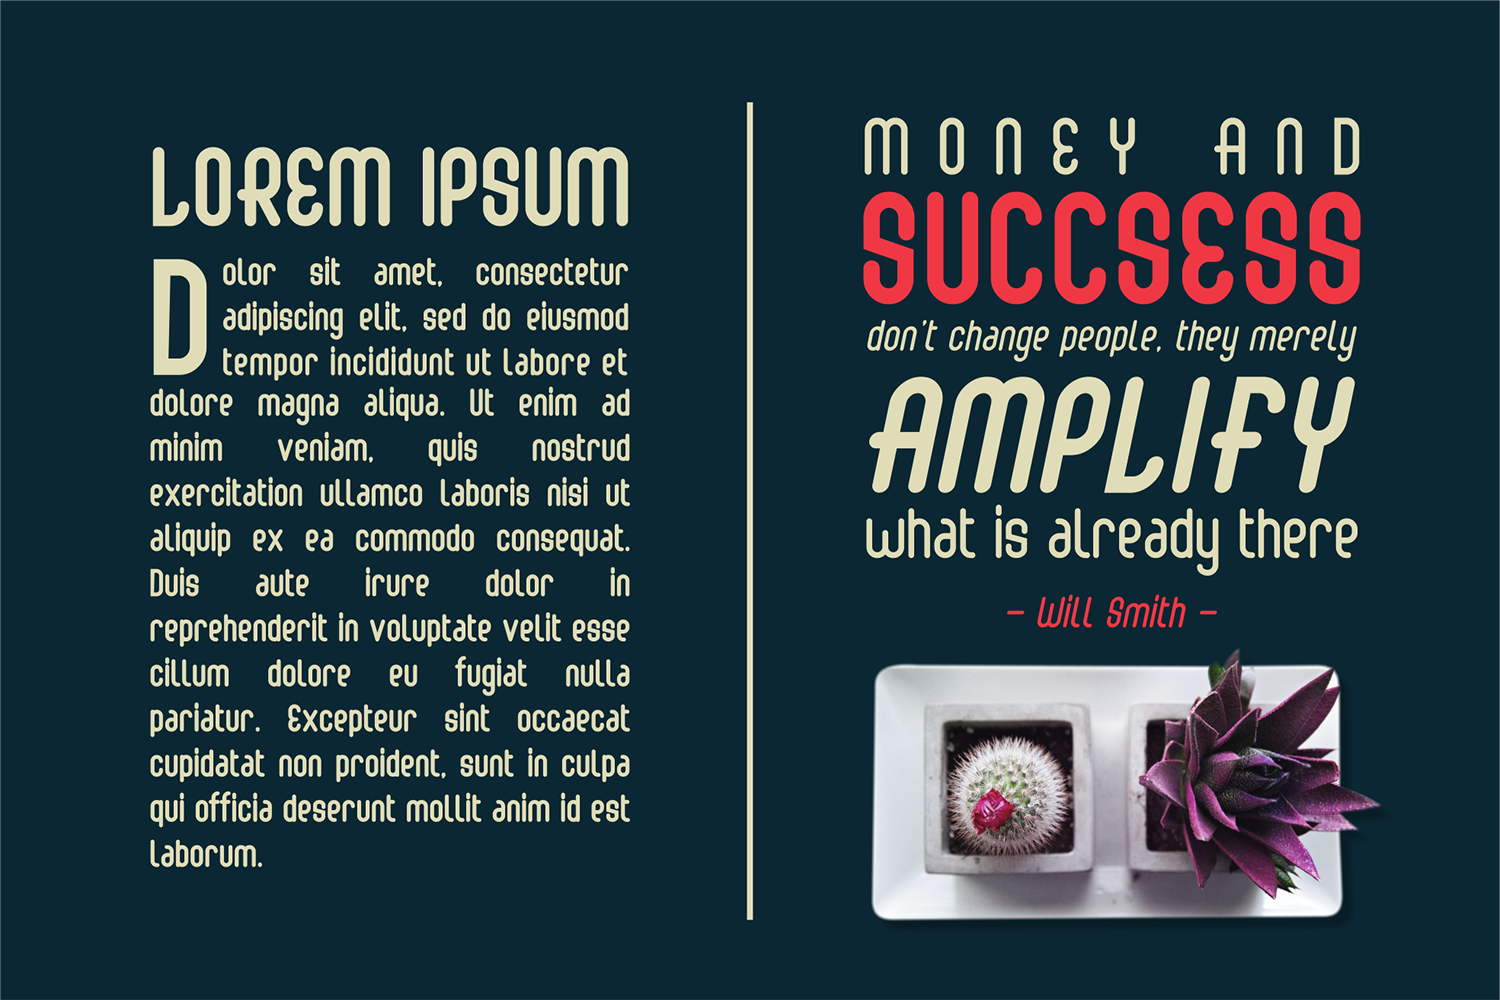 LOREM IPSUM
Dolor sit amet, consectetur
adipiscing elit, sed do eiusmod
tempor incididunt ut labore et
dolore magna aliqua. Ut enim ad
minim veniam, quis nostrud
exercitation ullamco laboris nisi ut
aliquip ex ea commodo consequat.
Duis aute irure dolor in
reprehenderit in voluptate velit esse
cillum dolore eu fugiat nulla
pariatur. Excepteur sint occaecat
cupidatat non proident, sunt in culpa
qui officia deserunt mollit anim id est
laborum.
MONEY AND
SUCCSESS
don't change people, they merely
AMPLIFY
what is already there
– Will Smith –